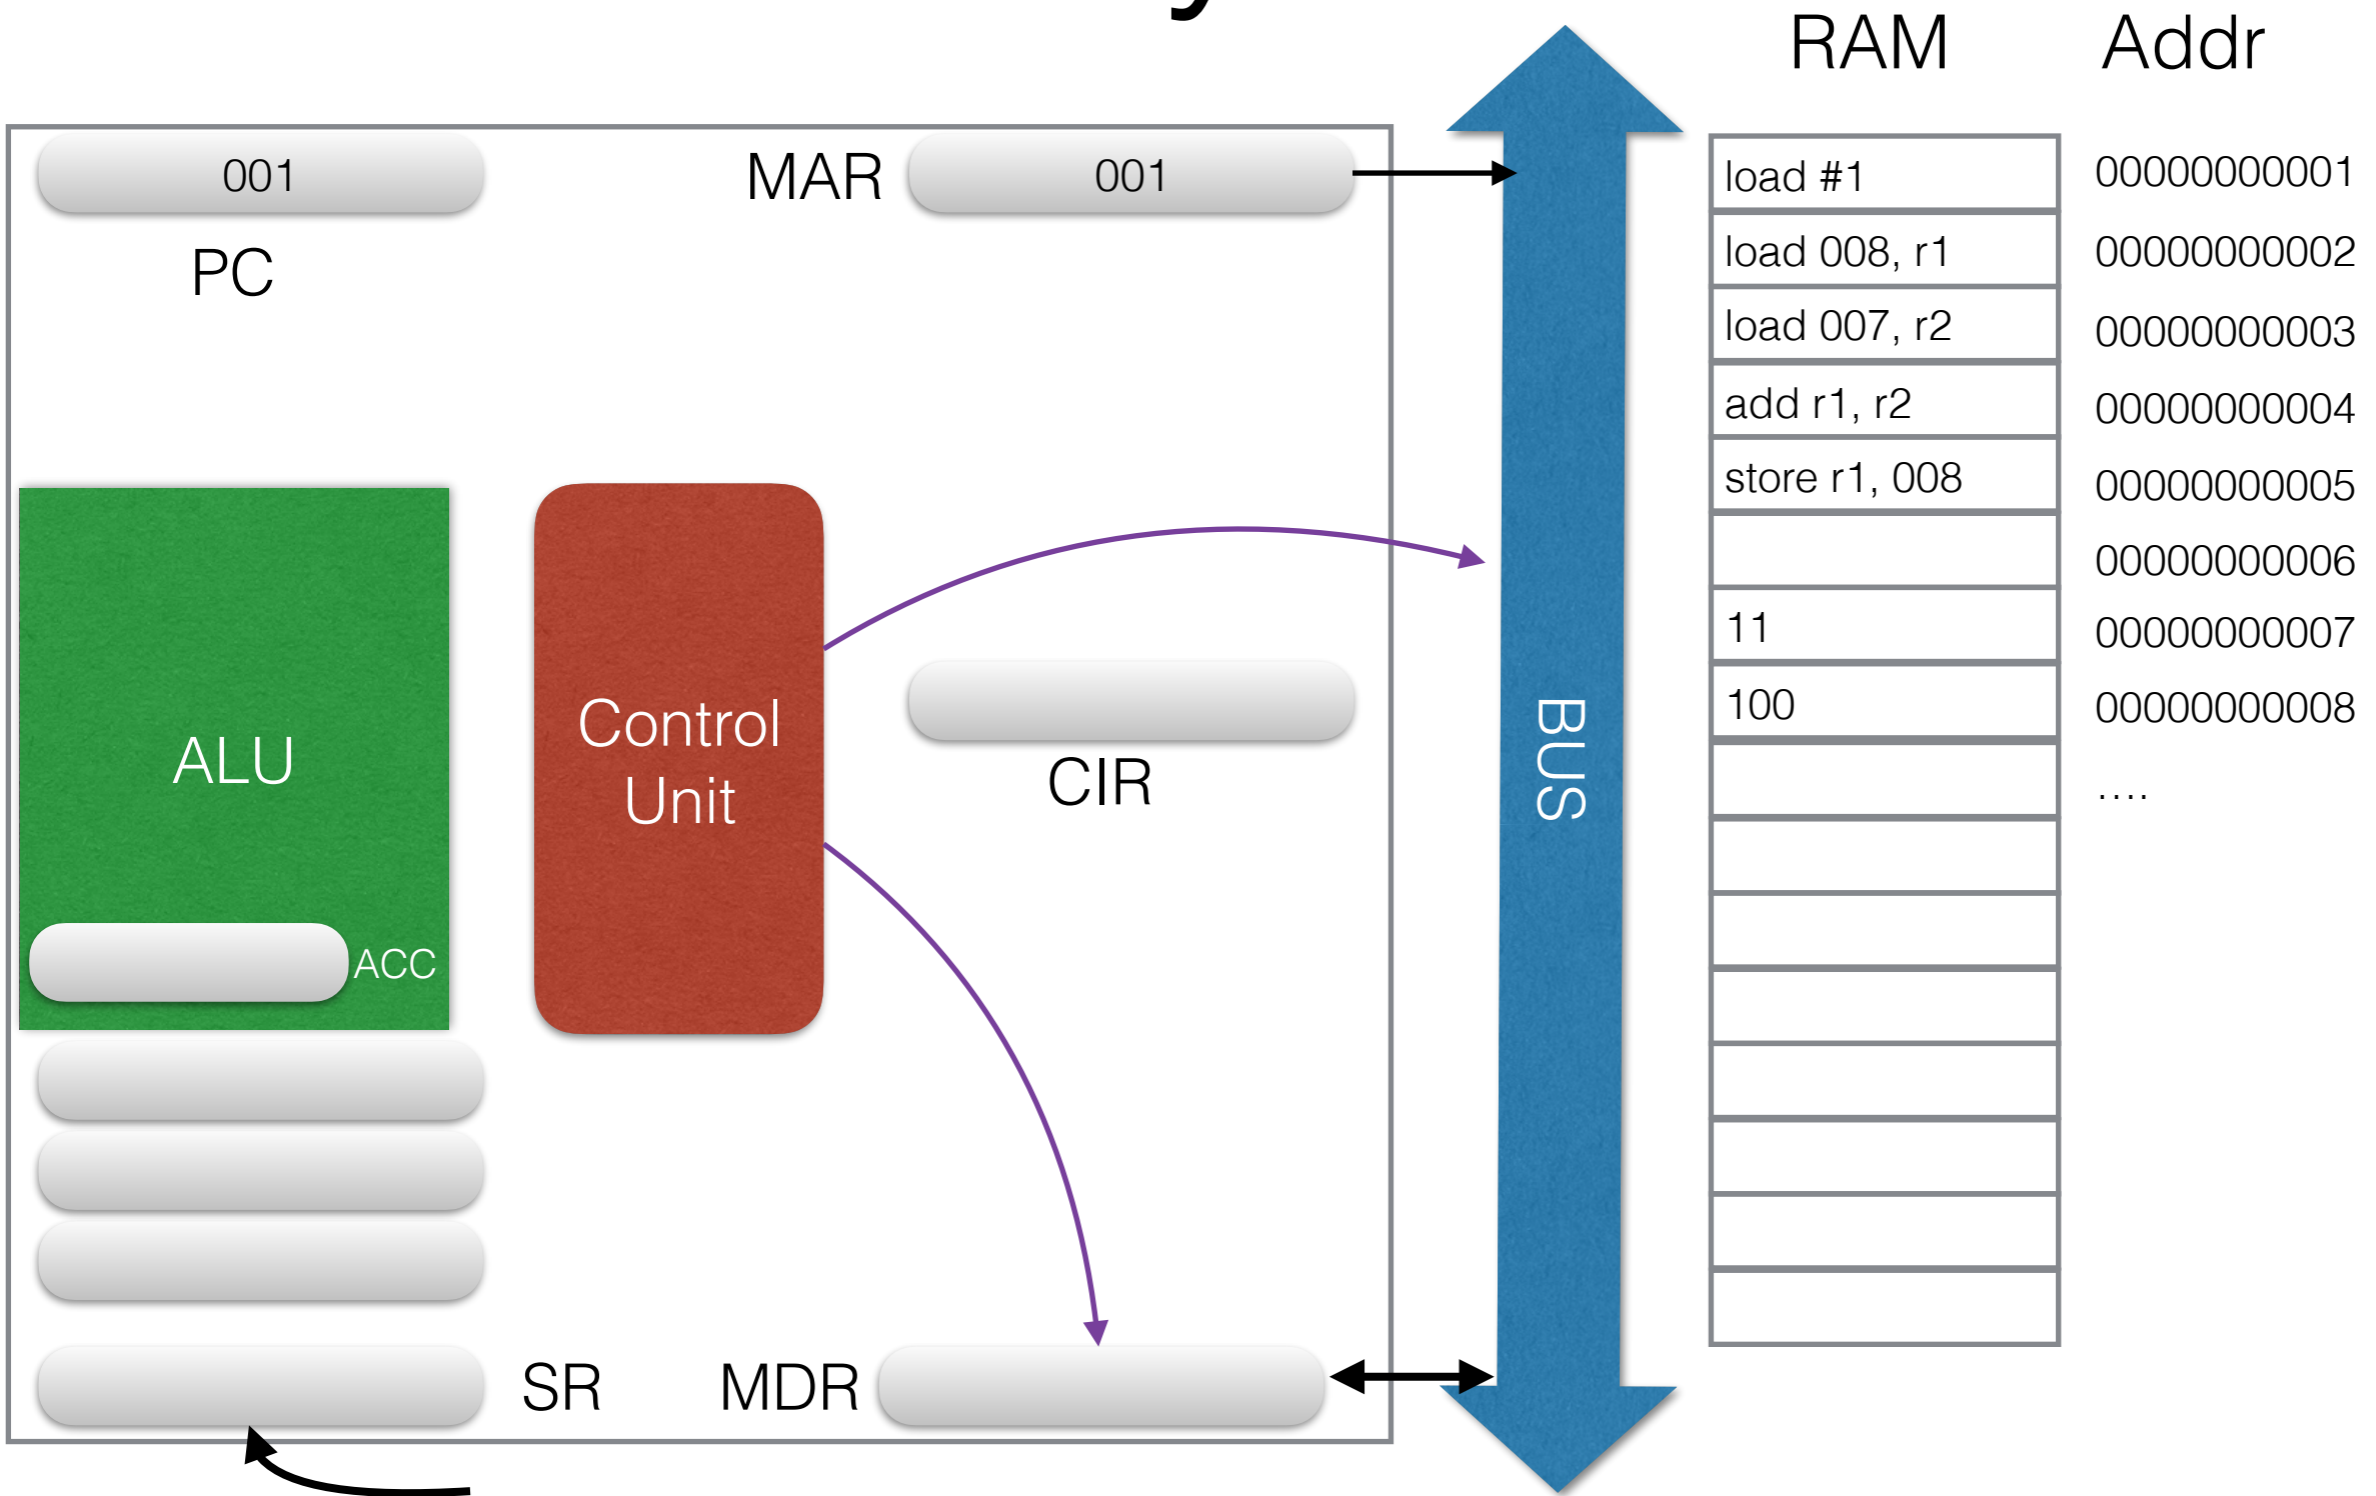 RAM Addr
001
MAR
001
PC
ALU
ACC
Control
Unit
CIR
SR
MDR
BUS
load #1 00000000001
load 008, r1 00000000002
load 007, r2 00000000003
add r1, r2 00000000004
store r1, 008 00000000005
00000000006
11 00000000007
100 00000000008
....